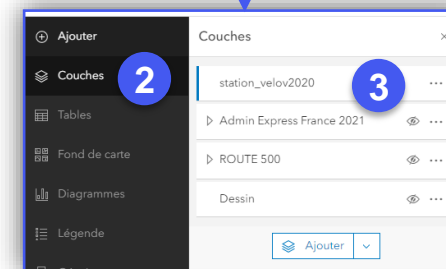 Ajouter
Couches
2
Tables
Fond de carte
Diagrammes
Légende
Couches
station_velov2020
3
Admin Express France 2021
ROUTE 500
Dessin
Ajouter